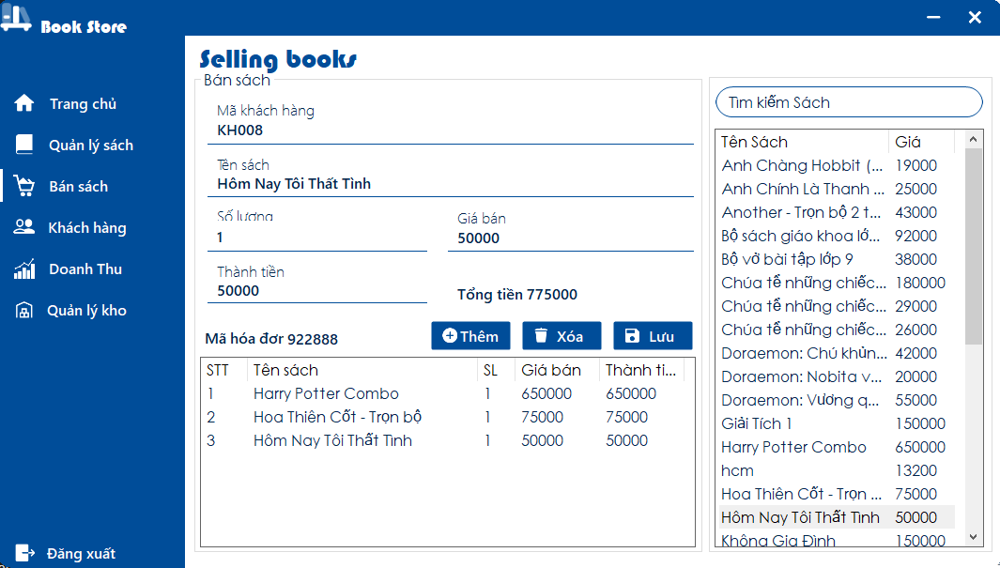 Book Store
Trang chủ
Quản lý sách
Bán sách
Khách hàng
Doanh Thu
Quản lý kho
Đăng xuất
Selling books
Bán sách
Mã khách hàng
KH008
Tên sách
Hôm Nay Tôi Thất Tình
Số lượng
1
Giá bán
50000
Thành tiền
50000
Tổng tiền 775000
Mã hóa đơr 922888
Thêm
Xóa
Lưu
STT Tên sách SL Giá bán Thành ti...
1 Harry Potter Combo 1 650000 650000
2 Hoa Thiên Cốt - Trọn bộ 1 75000 75000
3 Hôm Nay Tôi Thất Tình 1 50000 50000
Tìm kiếm Sách
Tên Sách Giá
Anh Chàng Hobbit (... 19000
Anh Chính Là Thanh ... 25000
Another - Trọn bộ 2 t... 43000
Bộ sách giáo khoa lớ... 92000
Bộ vở bài tập lớp 9 38000
Chúa tể những chiếc... 180000
Chúa tể những chiếc... 29000
Chúa tể những chiếc... 26000
Doraemon: Chú khủn... 42000
Doraemon: Nobita v... 20000
Doraemon: Vương q... 55000
Giải Tích 1 150000
Harry Potter Combo 650000
hcm 13200
Hoa Thiên Cốt - Trọn ... 75000
Hôm Nay Tôi Thất Tình 50000
Không Gia Đình 150000